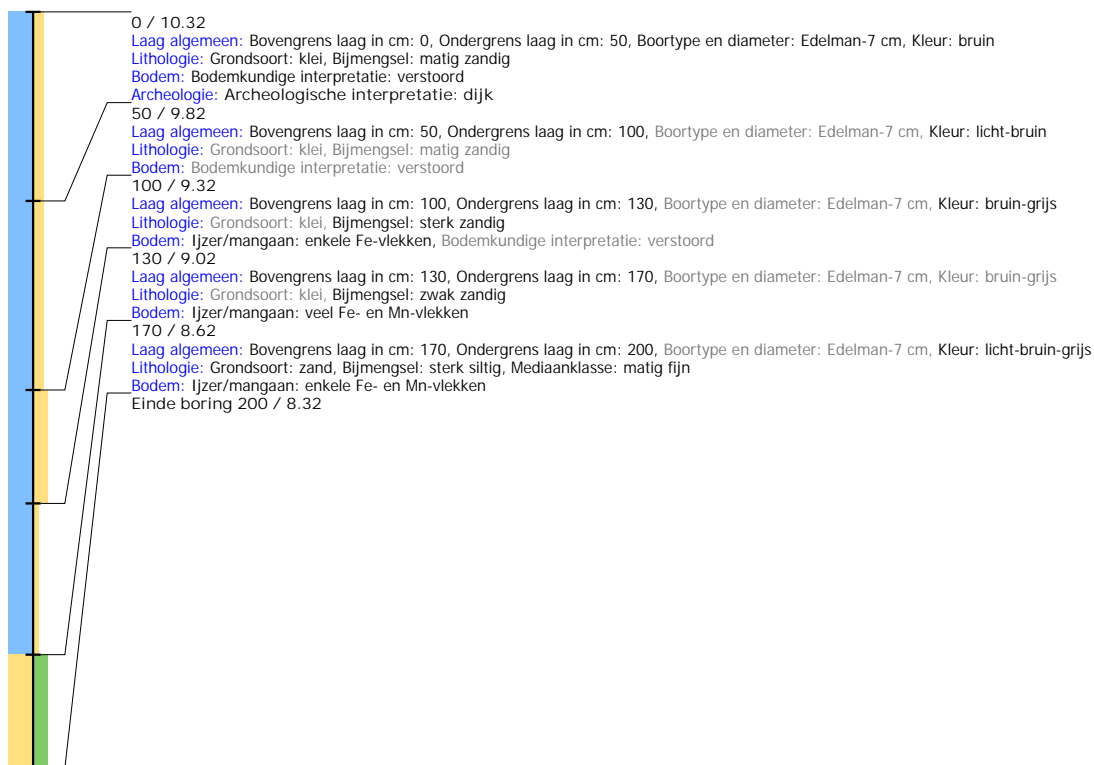 0 / 10.32
Laag algemeen: Bovengrens laag in cm: 0, Ondergrens laag in cm: 50, Boortype en diameter: Edelman-7 cm, Kleur: bruin
Lithologie: Grondsoort: klei, Bijmengsel: matig zandig
Bodem: Bodemkundige interpretatie: verstoord
Archeologie: Archeologische interpretatie: dijk
50 / 9.82
Laag algemeen: Bovengrens laag in cm: 50, Ondergrens laag in cm: 100, Boortype en diameter: Edelman-7 cm, Kleur: licht-bruin
Lithologie: Grondsoort: klei, Bijmengsel: matig zandig
Bodem: Bodemkundige interpretatie: verstoord
100 / 9.32
Laag algemeen: Bovengrens laag in cm: 100, Ondergrens laag in cm: 130, Boortype en diameter: Edelman-7 cm, Kleur: bruin-grijs
Lithologie: Grondsoort: klei, Bijmengsel: sterk zandig
Bodem: Ijzer/mangaan: enkele Fe-vlekken, Bodemkundige interpretatie: verstoord
130 / 9.02
Laag algemeen: Bovengrens laag in cm: 130, Ondergrens laag in cm: 170, Boortype en diameter: Edelman-7 cm, Kleur: bruin-grijs
Lithologie: Grondsoort: klei, Bijmengsel: zwak zandig
Bodem: Ijzer/mangaan: veel Fe- en Mn-vlekken
170 / 8.62
Laag algemeen: Bovengrens laag in cm: 170, Ondergrens laag in cm: 200, Boortype en diameter: Edelman-7 cm, Kleur: licht-bruin-grijs
Lithologie: Grondsoort: zand, Bijmengsel: sterk siltig, Mediaanklasse: matig fijn
Bodem: Ijzer/mangaan: enkele Fe- en Mn-vlekken
Einde boring 200 / 8.32